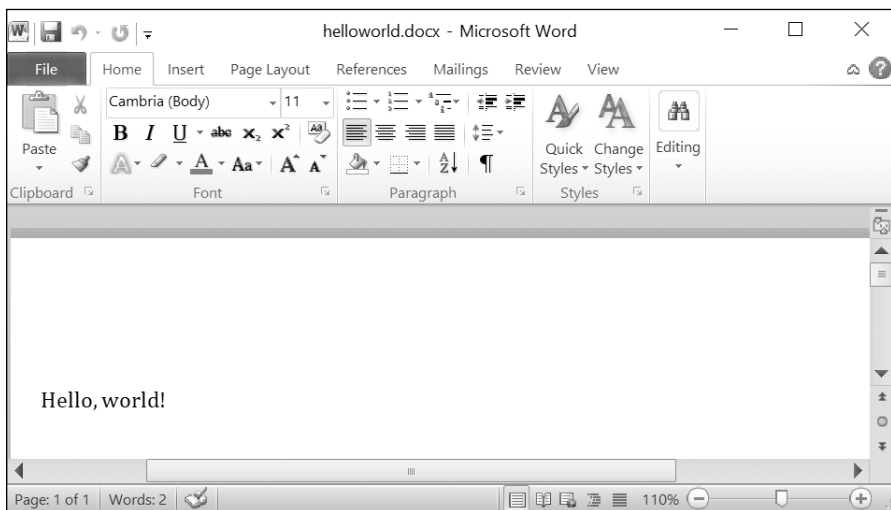 helloworld.docx - Microsoft Word
File Home Insert Page Layout References Mailings Review View
Cambria (Body) 11
B I U abc x₂ x² Aa
A A Aa A A
Paste
Quick Styles Change Styles Editing
Clipboard Font Paragraph Styles
Hello, world!
Page: 1 of 1 Words: 2 110%